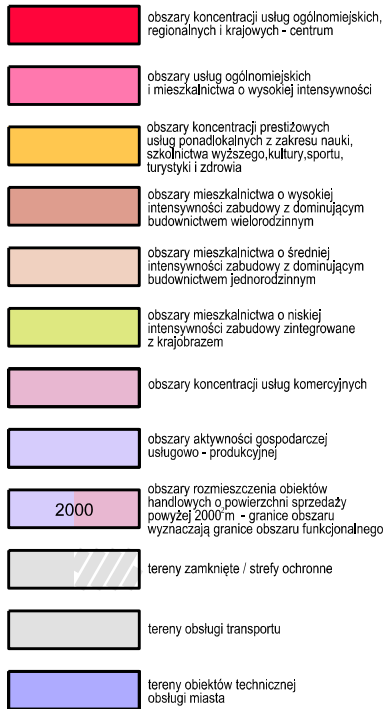 obszary koncentracji usług ogólnomiejskich,
regionalnych i krajowych - centrum
obszary usług ogólnomiejskich
i mieszkalnictwa o wysokiej intensywności
obszary koncentracji prestiżowych
usług ponadlokalnych z zakresu nauki,
szkolnictwa wyższego,kultury,sportu,
turystyki i zdrowia
obszary mieszkalnictwa o wysokiej
intensywności zabudowy z dominującym
budownictwem wielorodzinnym
obszary mieszkalnictwa o średniej
intensywności zabudowy z dominującym
budownictwem jednorodzinnym
obszary mieszkalnictwa o niskiej
intensywności zabudowy zintegrowane
z krajobrazem
obszary koncentracji usług komercyjnych
obszary aktywności gospodarczej
usługowo - produkcyjnej
2000
obszary rozmieszczenia obiektów
handlowych o powierzchni sprzedaży
powyżej 2000 m² - granice obszaru
wyznaczają granice obszaru funkcjonalnego
tereny zamknięte / strefy ochronne
tereny obsługi transportu
tereny obiektów technicznej
obsługi miasta